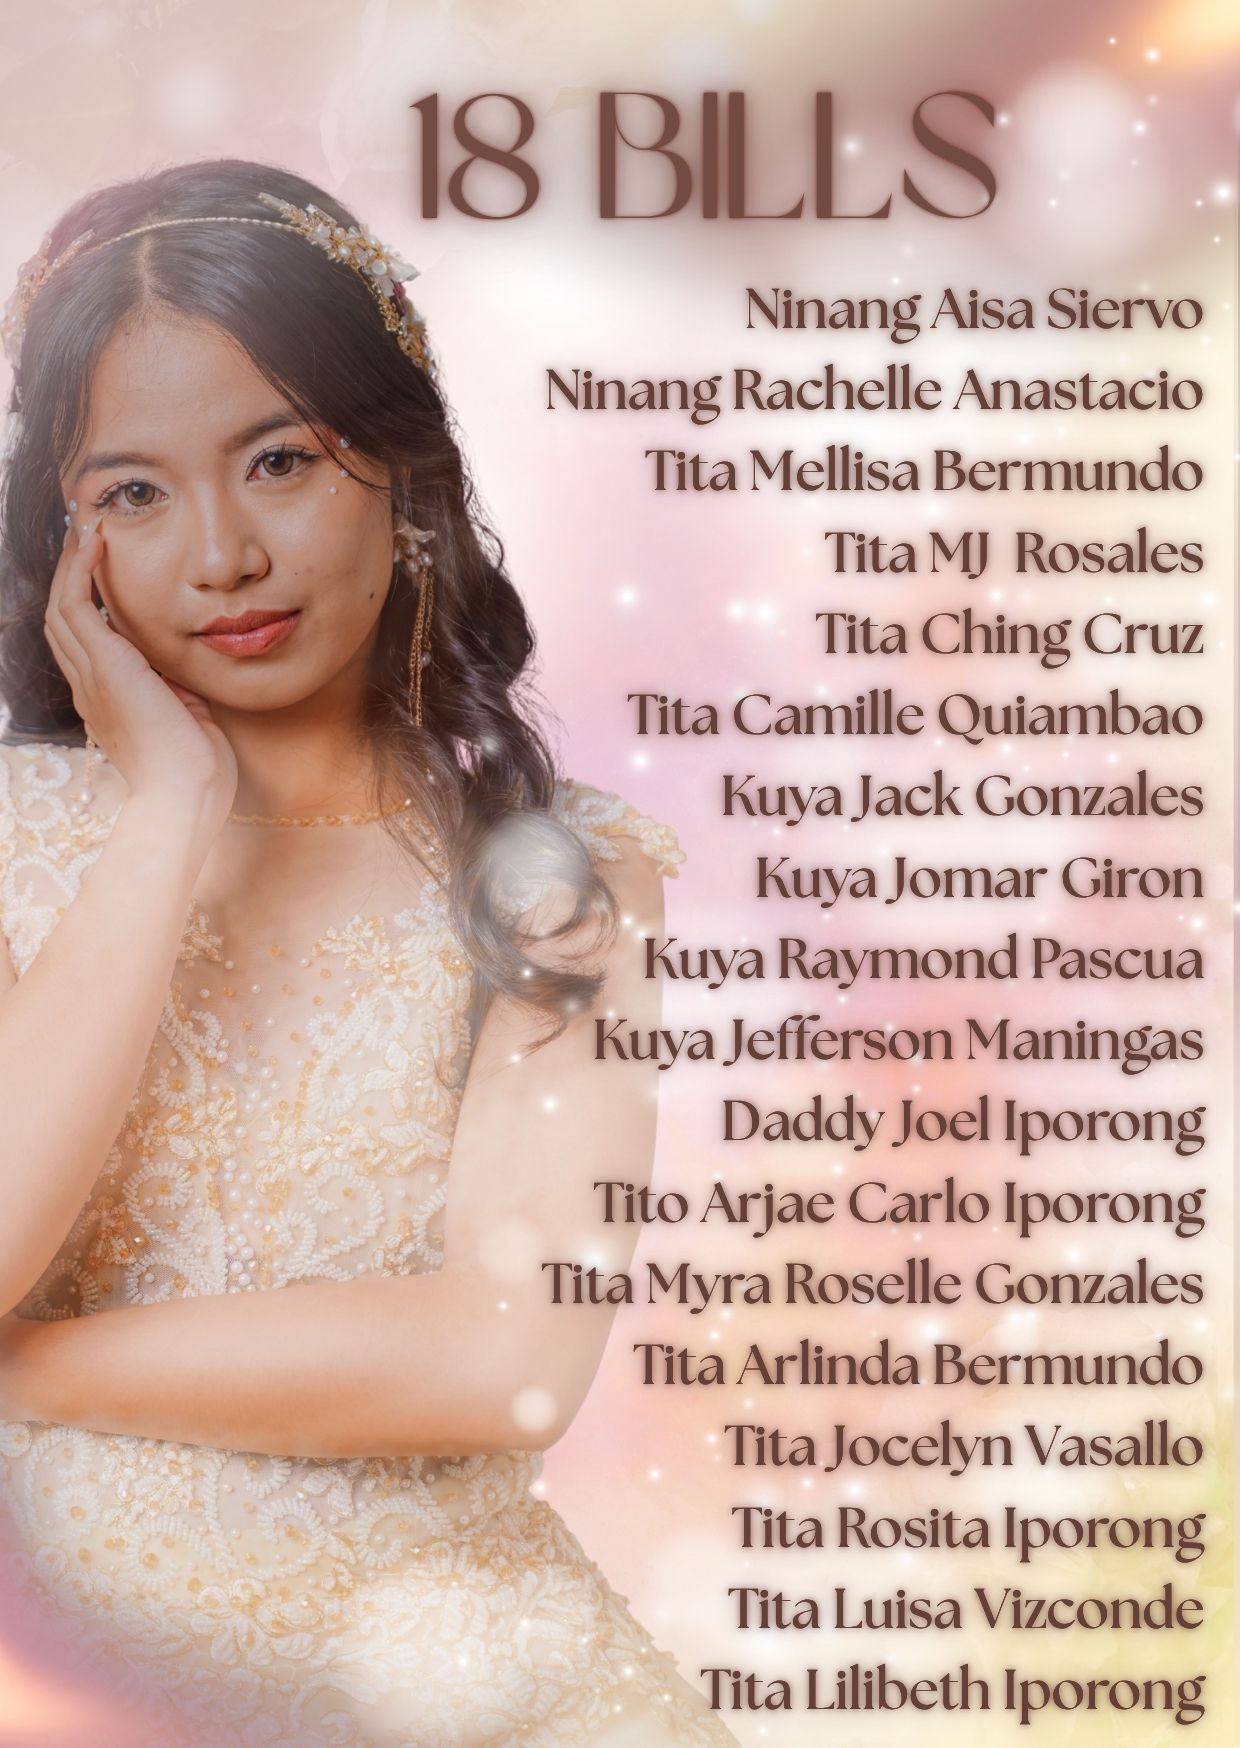 18 BILLS
Ninang Aisa Siervo
Ninang Rachelle Anastacio
Tita Mellisa Bermundo
Tita MJ  Rosales
Tita Ching Cruz
Tita Camille Quiambao
Kuya Jack Gonzales
Kuya Jomar Giron
Kuya Raymond Pascua
Kuya Jefferson Maningas
Daddy Joel Iporong
Tito Arjae Carlo Iporong
Tita Myra Roselle Gonzales
Tita Arlinda Bermundo
Tita Jocelyn Vasallo
Tita Rosita Iporong
Tita Luisa Vizconde
Tita Lilibeth Iporong